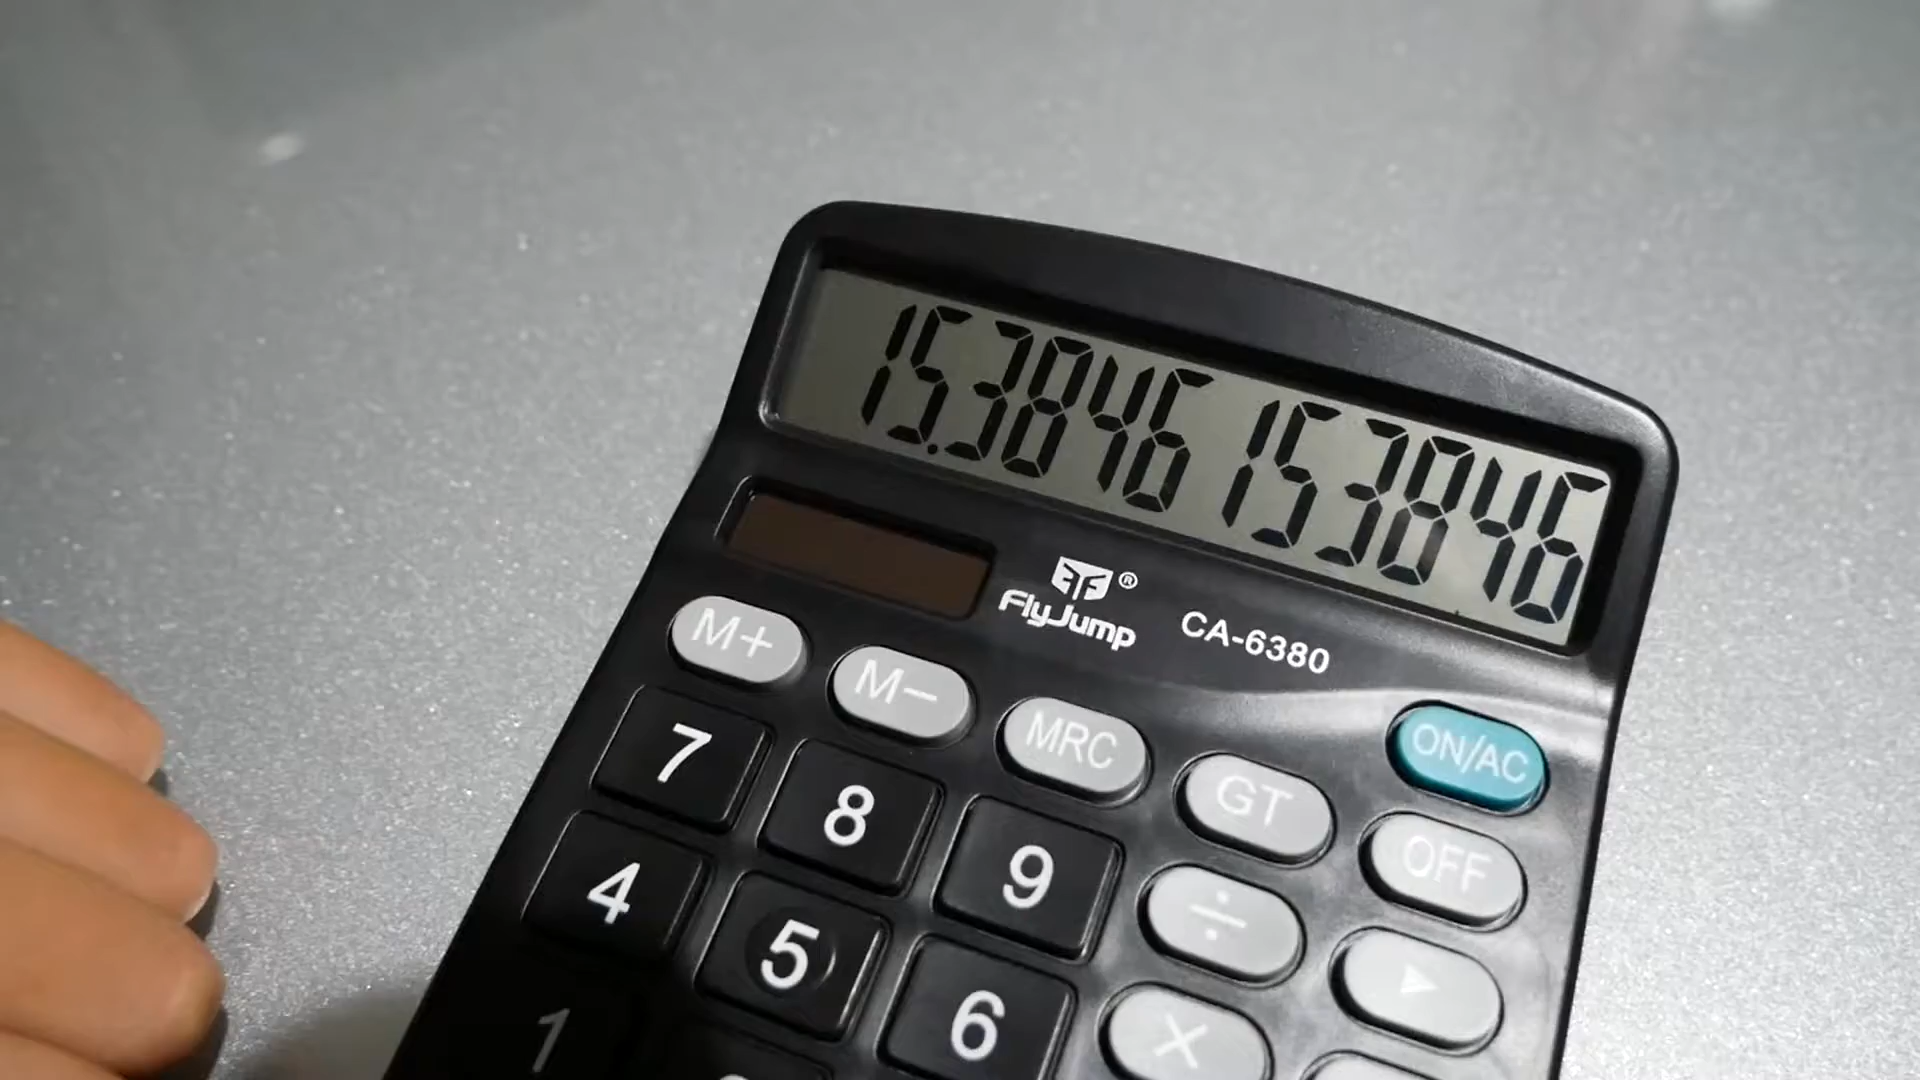 15.3846153846
FlyJump®
CA-6380
M+ M− MRC GT ON/AC
7 8 9 ÷ OFF
4 5 6 × ▶
1